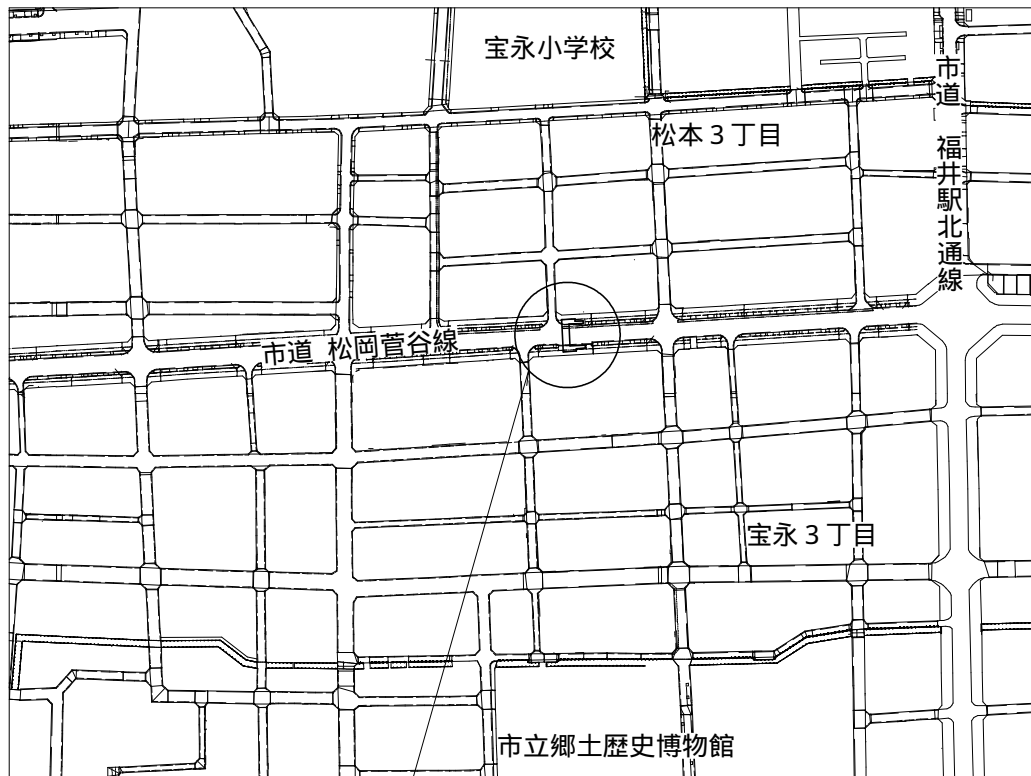 宝永小学校
市道 福井駅北通線
松本３丁目
市道 松岡菅谷線
宝永３丁目
市立郷土歴史博物館